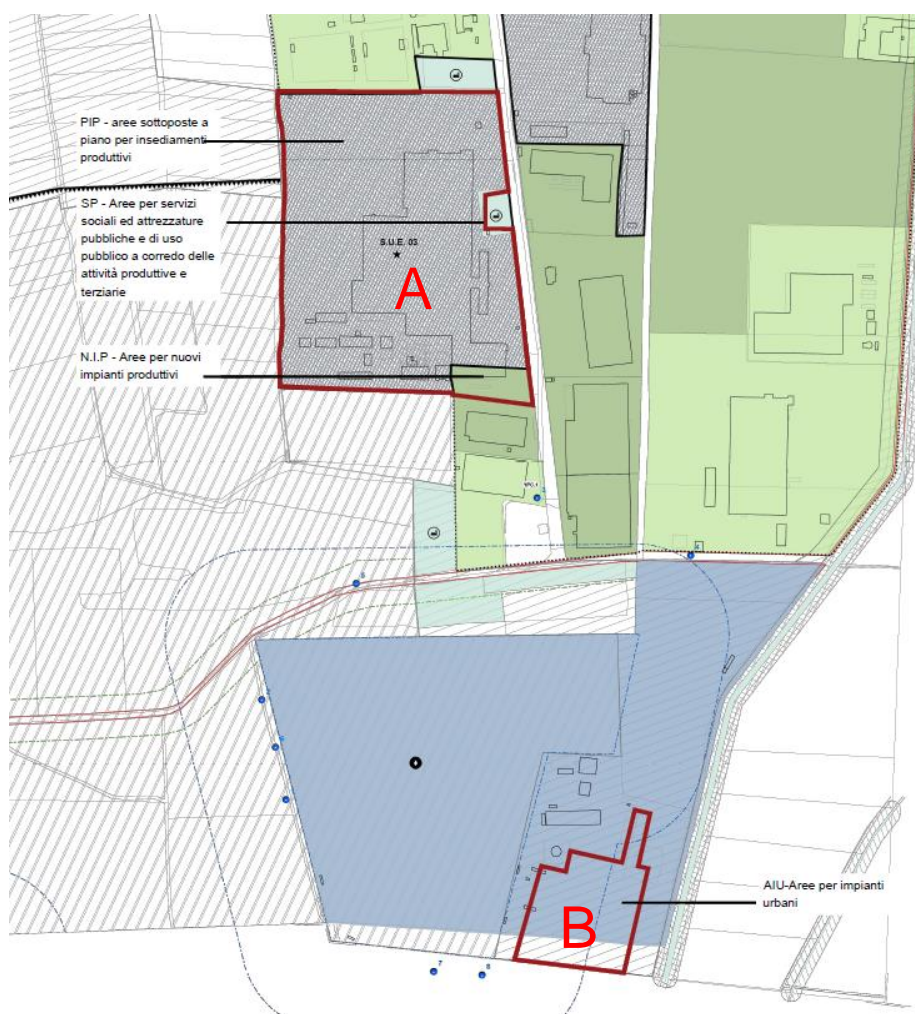 PIP - aree sottoposte a
piano per insediamenti
produttivi
SP - Aree per servizi
sociali ed attrezzature
pubbliche e di uso
pubblico a corredo delle
attività produttive e
terziarie
S.U.E. 03
A
N.I.P - Aree per nuovi
impianti produttivi
AIU-Aree per impianti
urbani
B
7